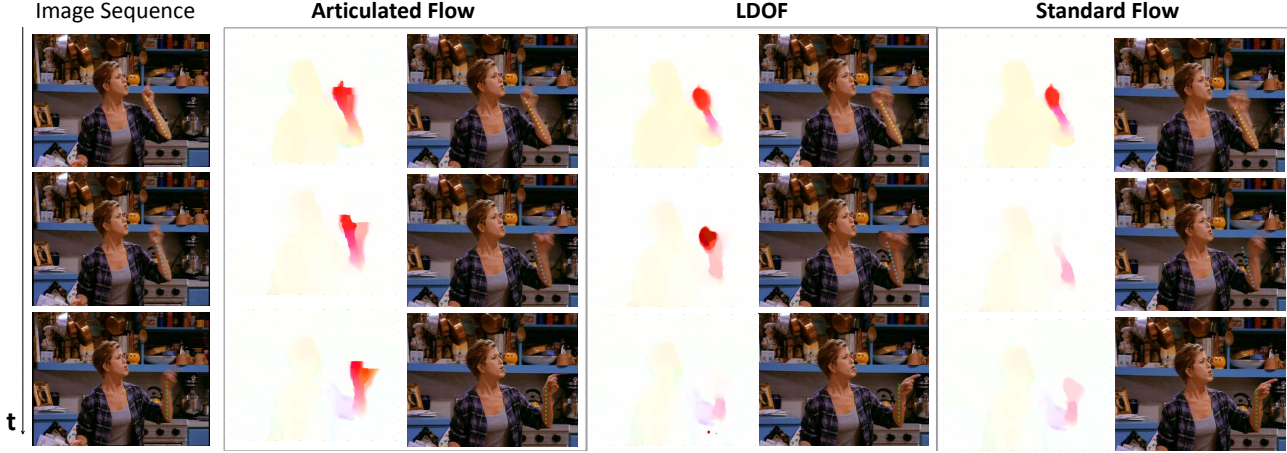 Image Sequence
Articulated Flow
LDOF
Standard Flow
t